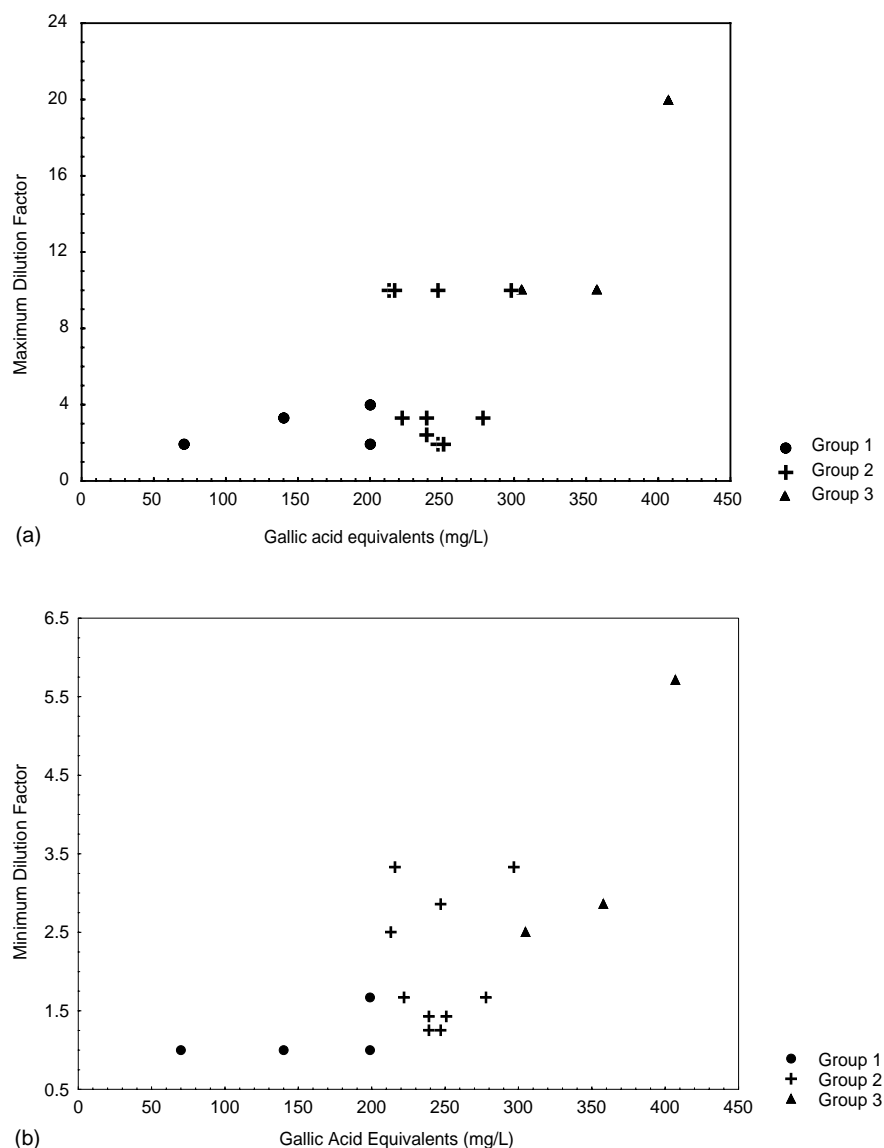 24
20
16
12
8
4
0
Maximum Dilution Factor
0 50 100 150 200 250 300 350 400 450
Gallic acid equivalents (mg/L)
Group 1
Group 2
Group 3
(a)
6.5
5.5
4.5
3.5
2.5
1.5
0.5
Minimum Dilution Factor
0 50 100 150 200 250 300 350 400 450
Gallic Acid Equivalents (mg/L)
Group 1
Group 2
Group 3
(b)